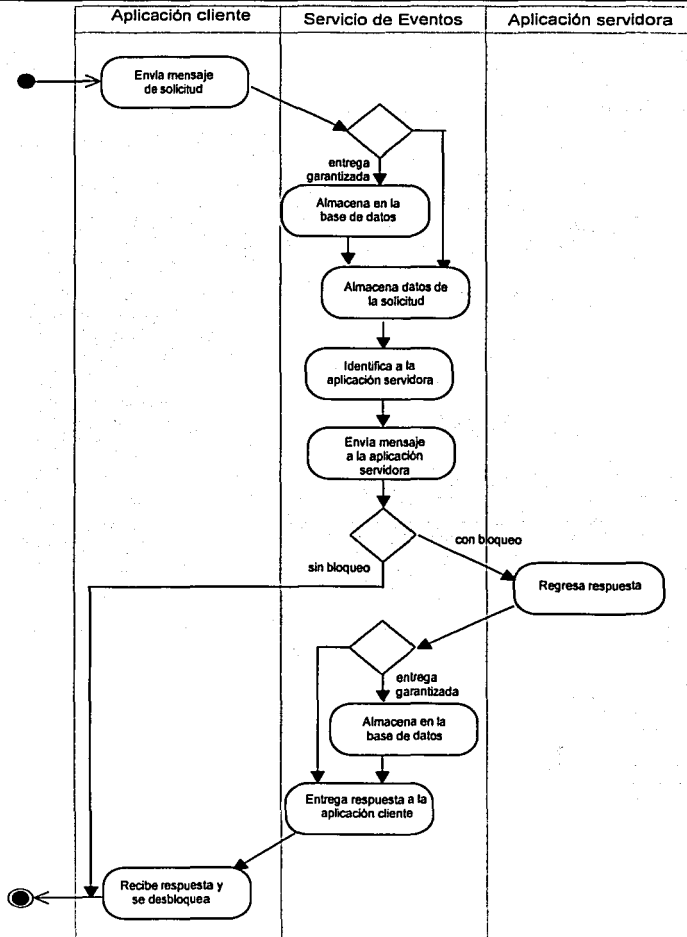 Aplicación cliente
Servicio de Eventos
Aplicación servidora
Envía mensaje
de solicitud
entrega
garantizada
Almacena en la
base de datos
Almacena datos de
la solicitud
Identifica a la
aplicación servidora
Envía mensaje
a la aplicación
servidora
con bloqueo
sin bloqueo
Regresa respuesta
entrega
garantizada
Almacena en la
base de datos
Entrega respuesta a la
aplicación cliente
Recibe respuesta y
se desbloquea